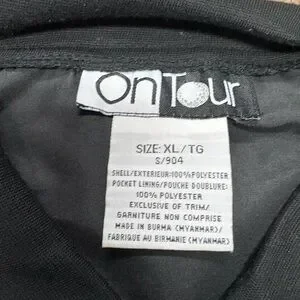 OnTour
SIZE: XL/TG
S/904
SHELL/EXTERIEUR:100% POLYESTER
POCKET LINING/POUCHE DOUBLURE:
100% POLYESTER
EXCLUSIVE OF TRIM/
GARNITURE NON COMPRISE
MADE IN BURMA (MYANMAR)/
FABRIQUE AU BIRMANIE (MYANMAR)